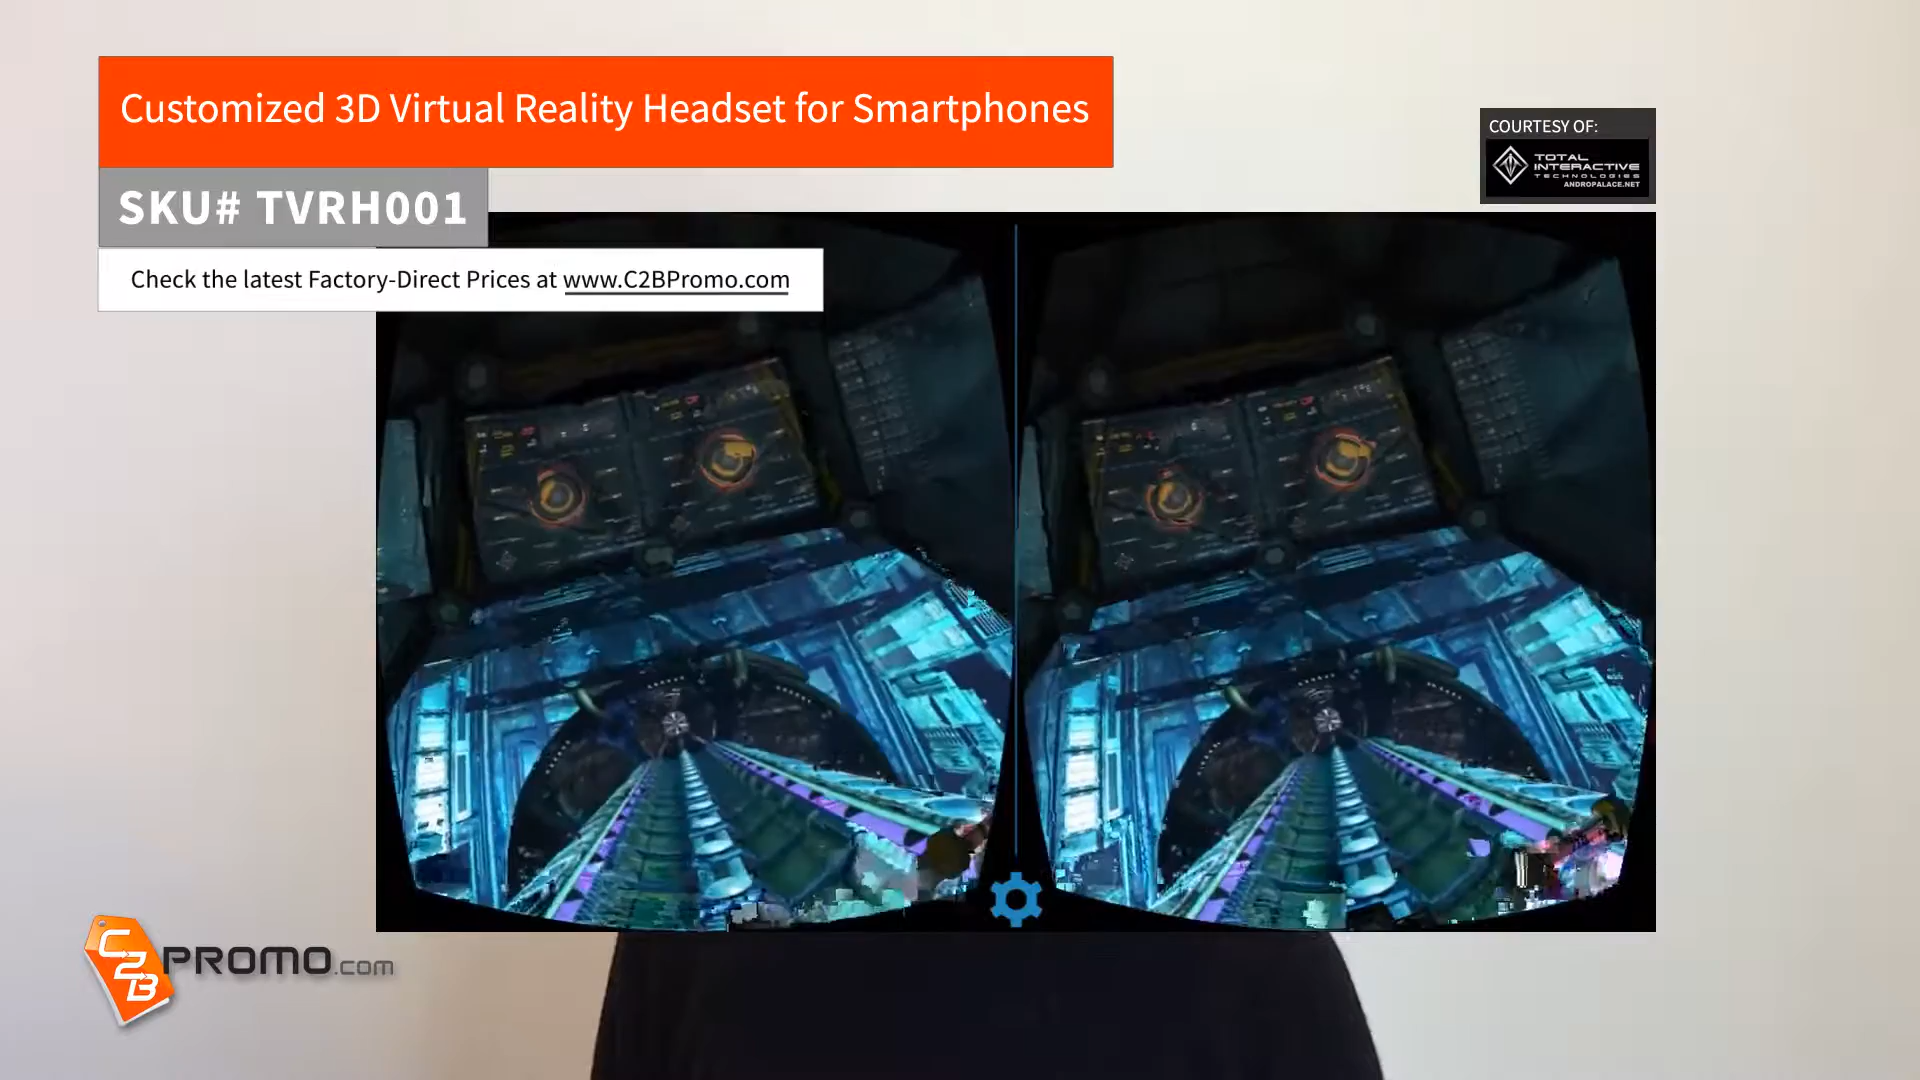 Customized 3D Virtual Reality Headset for Smartphones
SKU# TVRH001
Check the latest Factory-Direct Prices at www.C2BPromo.com
COURTESY OF:
TOTAL
INTERACTIVE
TECHNOLOGIES
ANDROPALACE.NET
C2B
PROMO.com